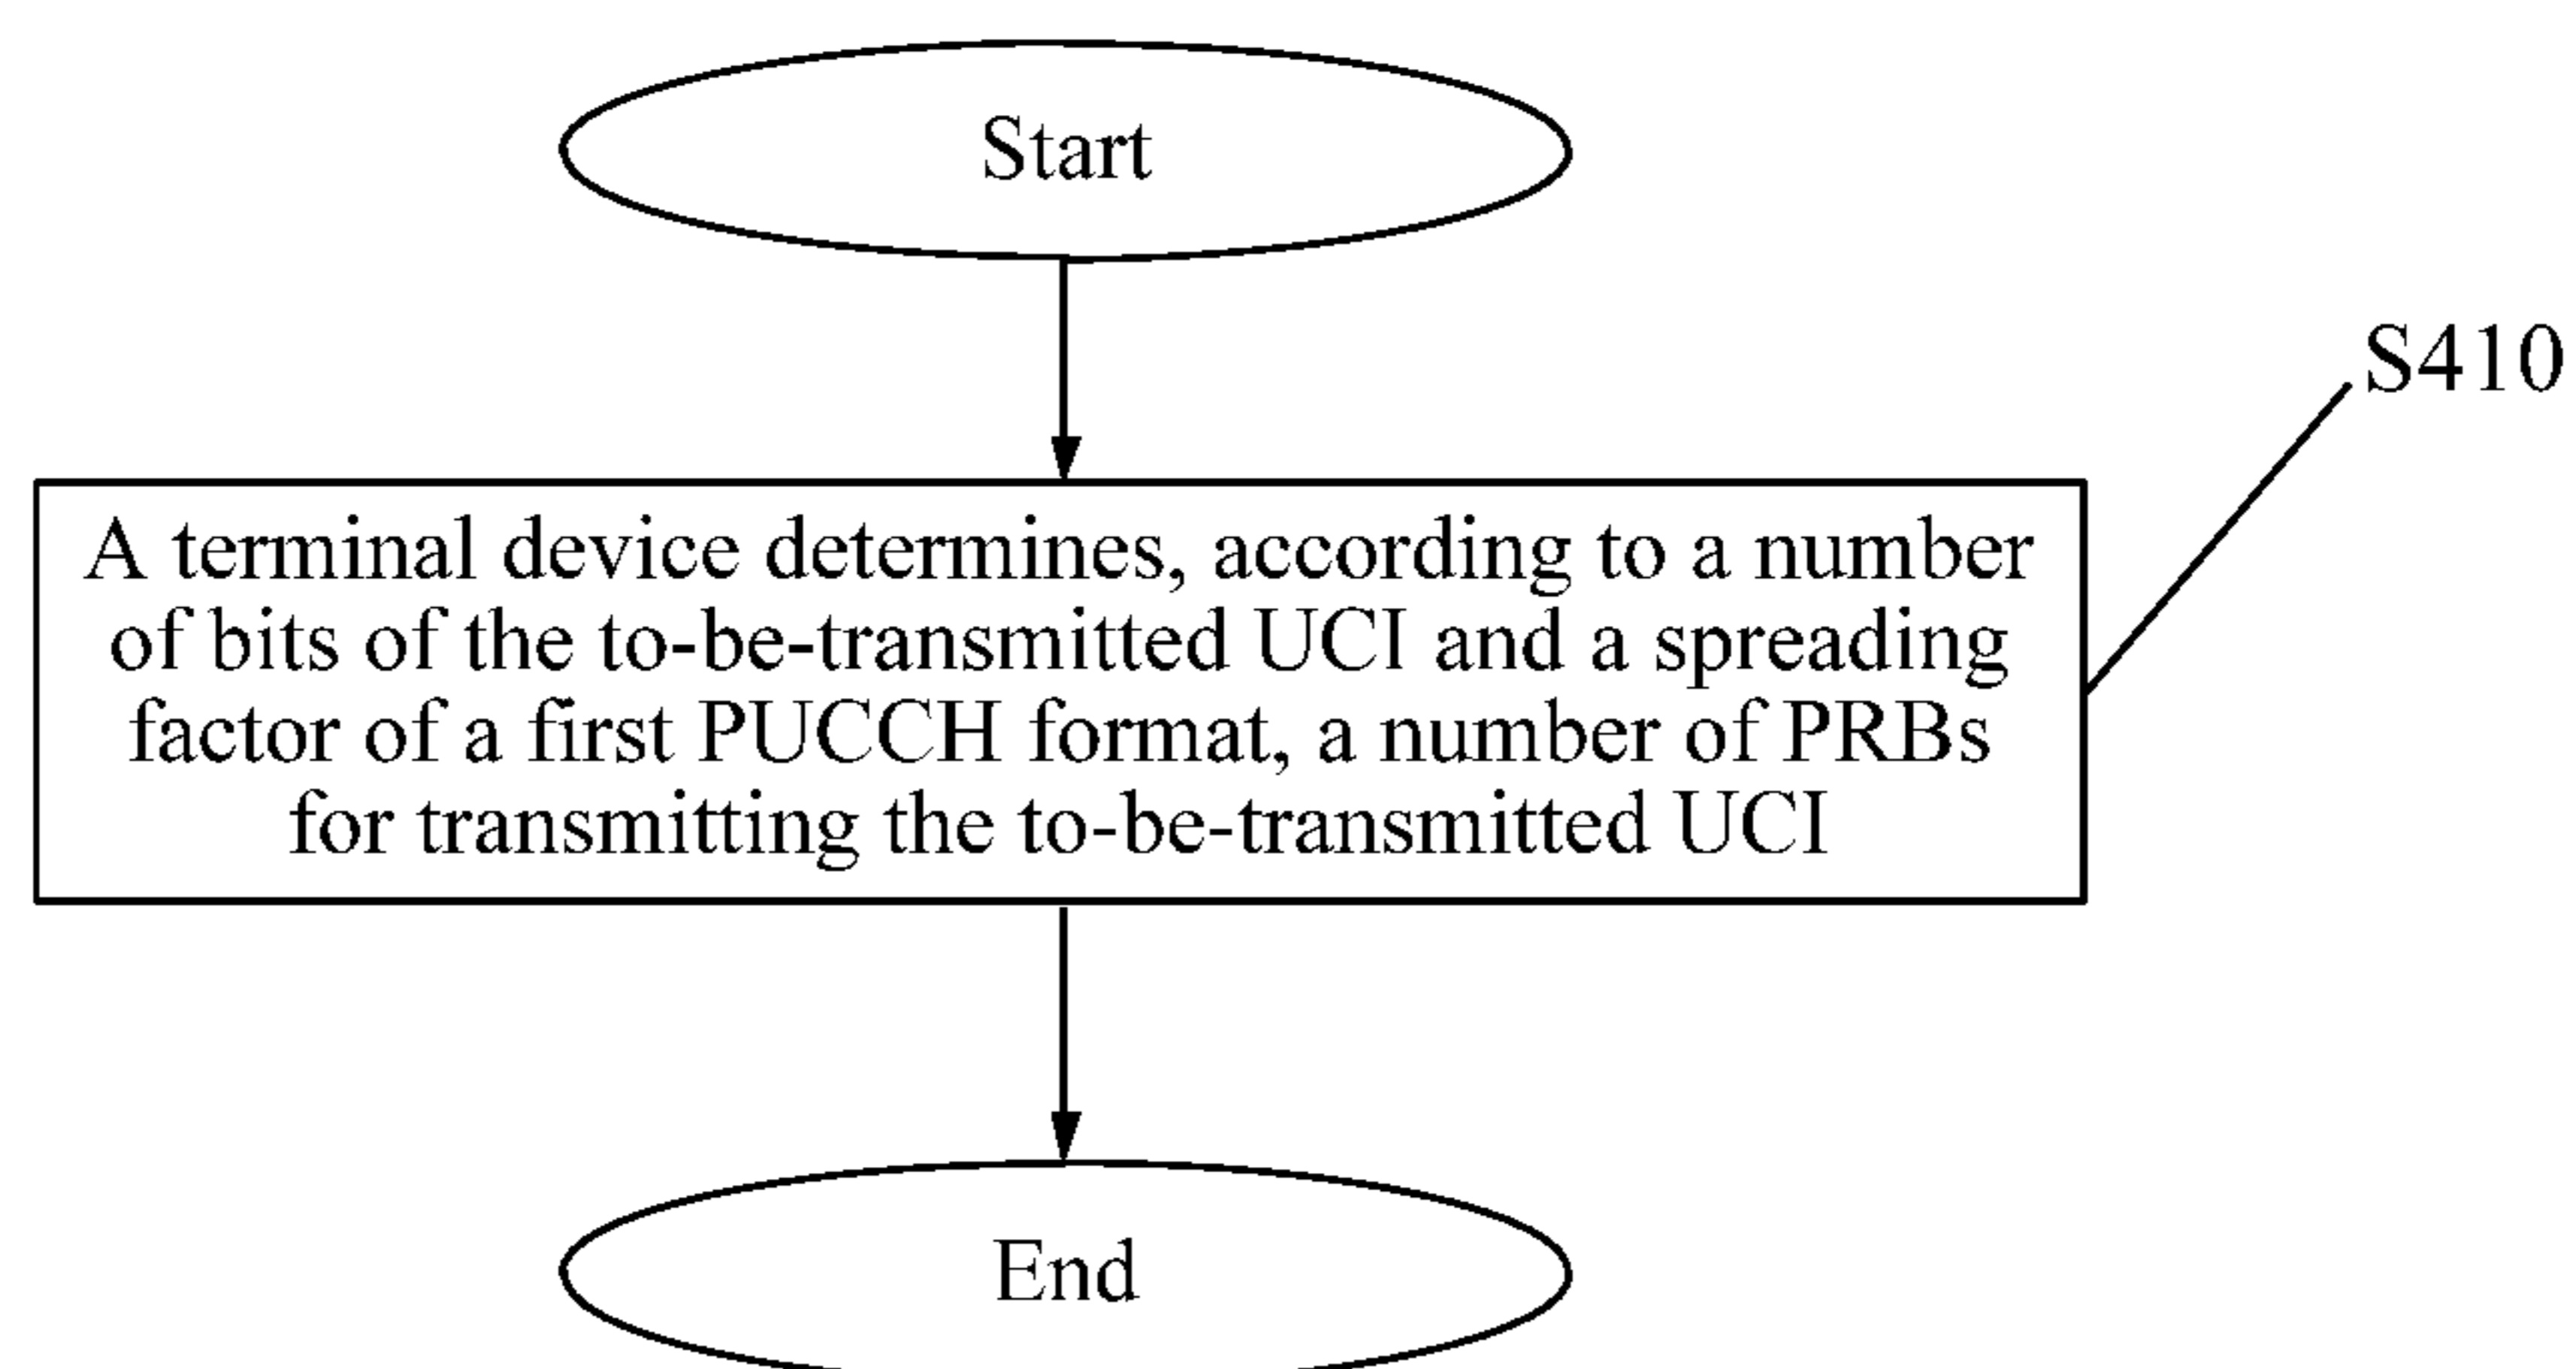 Start
S410
A terminal device determines, according to a number
of bits of the to-be-transmitted UCI and a spreading
factor of a first PUCCH format, a number of PRBs
for transmitting the to-be-transmitted UCI
End